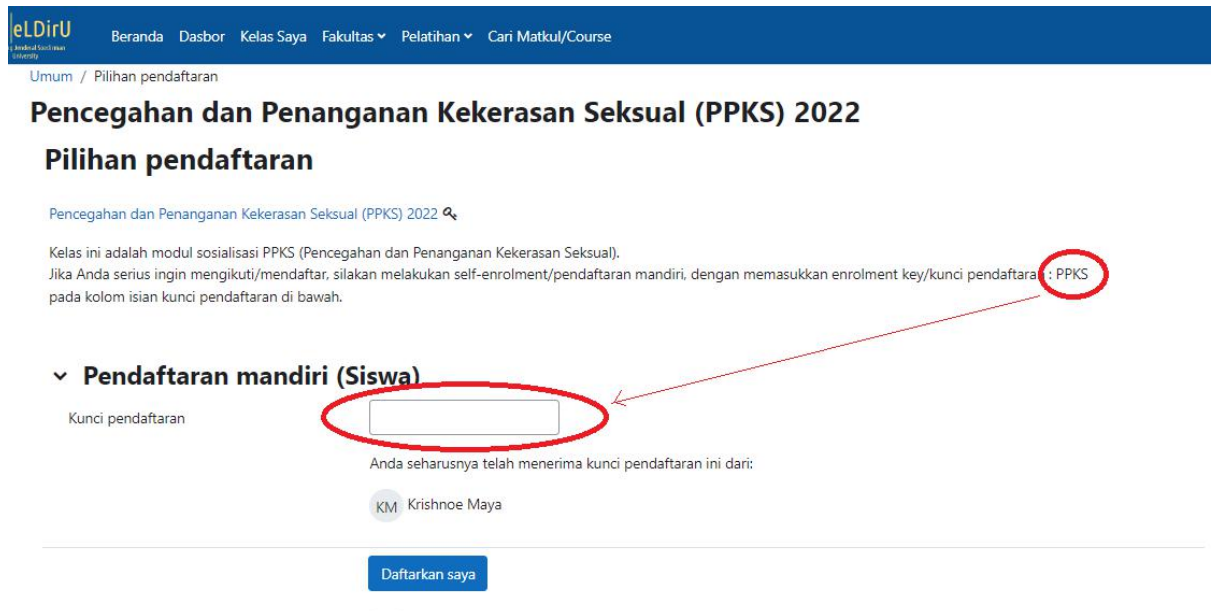 eLDirU
Beranda Dasbor Kelas Saya Fakultas Pelatihan Cari Matkul/Course
Jenderal Soedirman
University
Umum / Pilihan pendaftaran
Pencegahan dan Penanganan Kekerasan Seksual (PPKS) 2022
Pilihan pendaftaran
Pencegahan dan Penanganan Kekerasan Seksual (PPKS) 2022
Kelas ini adalah modul sosialisasi PPKS (Pencegahan dan Penanganan Kekerasan Seksual).
Jika Anda serius ingin mengikuti/mendaftar, silakan melakukan self-enrolment/pendaftaran mandiri, dengan memasukkan enrolment key/kunci pendaftaran : PPKS
pada kolom isian kunci pendaftaran di bawah.
Pendaftaran mandiri (Siswa)
Kunci pendaftaran
Anda seharusnya telah menerima kunci pendaftaran ini dari:
KM Krishnoe Maya
Daftarkan saya